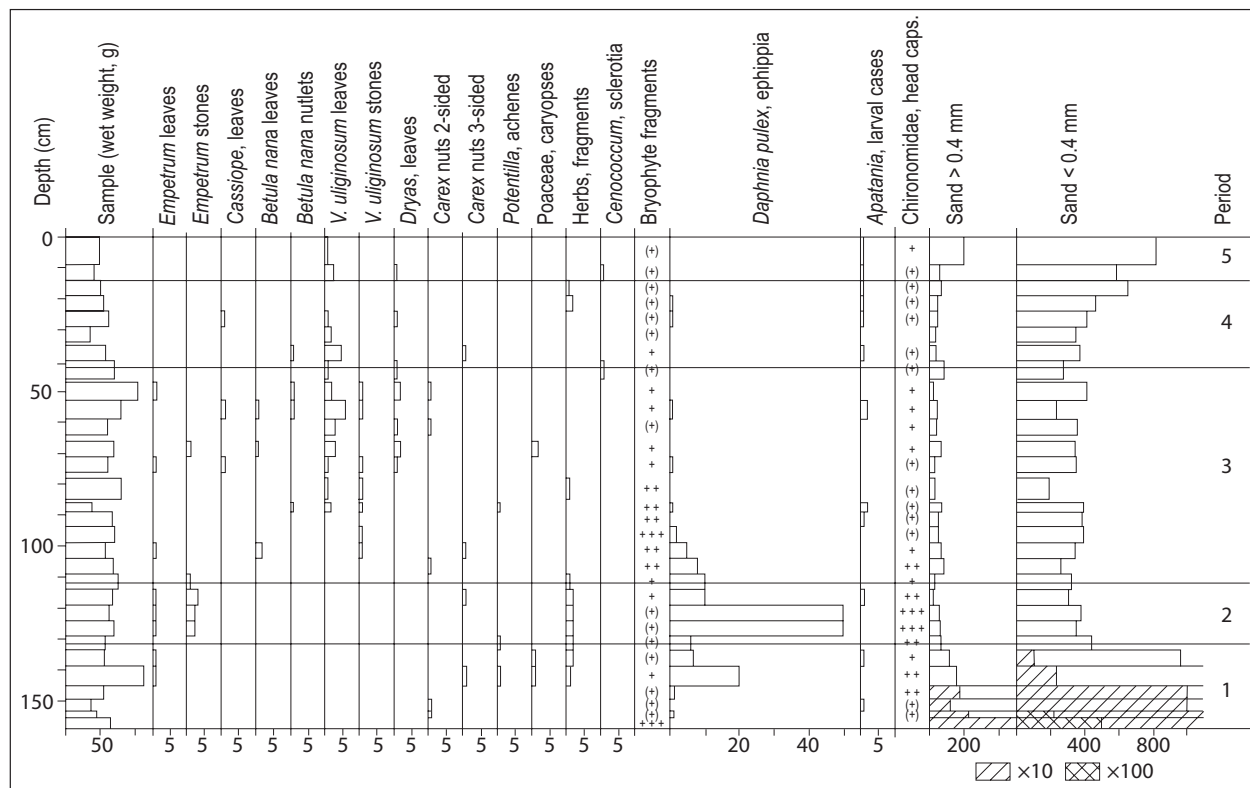 Depth (cm)
Sample (wet weight, g)
Empetrum leaves
Empetrum stones
Cassiope, leaves
Betula nana leaves
Betula nana nutlets
V. uliginosum leaves
V. uliginosum stones
Dryas, leaves
Carex nuts 2-sided
Carex nuts 3-sided
Potentilla, achenes
Poaceae, caryopses
Herbs, fragments
Cenoccocum, sclerotia
Bryophyte fragments
Daphnia pulex, ephippia
Apatania, larval cases
Chironomidae, head caps.
Sand > 0.4 mm
Sand < 0.4 mm
Period
0 (+) + 5
(+) (+)
(+) (+)
(+) (+)
(+) (+) 4
(+)
+ (+)
(+) (+)
50 + +
+ +
(+) +
+ +
+ (+) 3
++ (+)
++ (+)
++ (+)
+++ (+)
100 ++ +
++ ++
+ +
+ ++ 2
(+) +++
(+) +++
(+) ++
(+) +
+ ++ 1
(+) ++
150 (+) (+)
(+) (+)
+++
50 5 5 5 5 5 5 5 5 5 5 5 5 5 5 20 40 5 200 400 800
×10 ×100